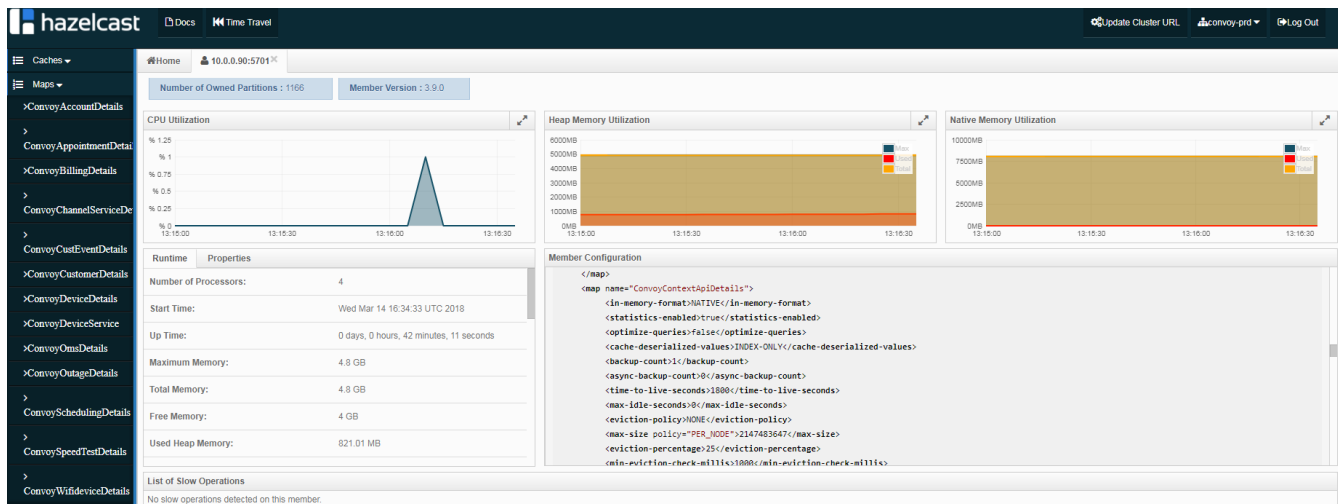 hazelcast
Docs
Time Travel
Update Cluster URL
convoy-prd
Log Out
Caches
Maps
>ConvoyAccountDetails
>
ConvoyAppointmentDetai
>ConvoyBillingDetails
>
ConvoyChannelServiceDe
>
ConvoyCustEventDetails
>ConvoyCustomerDetails
>ConvoyDeviceDetails
>ConvoyDeviceService
>ConvoyOmsDetails
>ConvoyOutageDetails
>
ConvoySchedulingDetails
>
ConvoySpeedTestDetails
>
ConvoyWifideviceDetails
Home
10.0.0.90:5701
Number of Owned Partitions : 1166
Member Version : 3.9.0
CPU Utilization
% 1.25
% 1
% 0.75
% 0.5
% 0.25
% 0
13:15:00
13:15:30
13:16:00
13:16:30
Heap Memory Utilization
6000MB
5000MB
4000MB
3000MB
2000MB
1000MB
0MB
13:15:00
13:15:30
13:16:00
13:16:30
Max
Used
Total
Native Memory Utilization
10000MB
7500MB
5000MB
2500MB
0MB
13:15:00
13:15:30
13:16:00
13:16:30
Max
Used
Total
Runtime
Properties
Number of Processors: 4
Start Time: Wed Mar 14 16:34:33 UTC 2018
Up Time: 0 days, 0 hours, 42 minutes, 11 seconds
Maximum Memory: 4.8 GB
Total Memory: 4.8 GB
Free Memory: 4 GB
Used Heap Memory: 821.01 MB
Member Configuration
</map>
<map name="ConvoyContextApiDetails">
<in-memory-format>NATIVE</in-memory-format>
<statistics-enabled>true</statistics-enabled>
<optimize-queries>false</optimize-queries>
<cache-deserialized-values>INDEX-ONLY</cache-deserialized-values>
<backup-count>1</backup-count>
<async-backup-count>0</async-backup-count>
<time-to-live-seconds>1800</time-to-live-seconds>
<max-idle-seconds>0</max-idle-seconds>
<eviction-policy>NONE</eviction-policy>
<max-size policy="PER_NODE">2147483647</max-size>
<eviction-percentage>25</eviction-percentage>
<min-eviction-check-millis>1000</min-eviction-check-millis>
List of Slow Operations
No slow operations detected on this member.